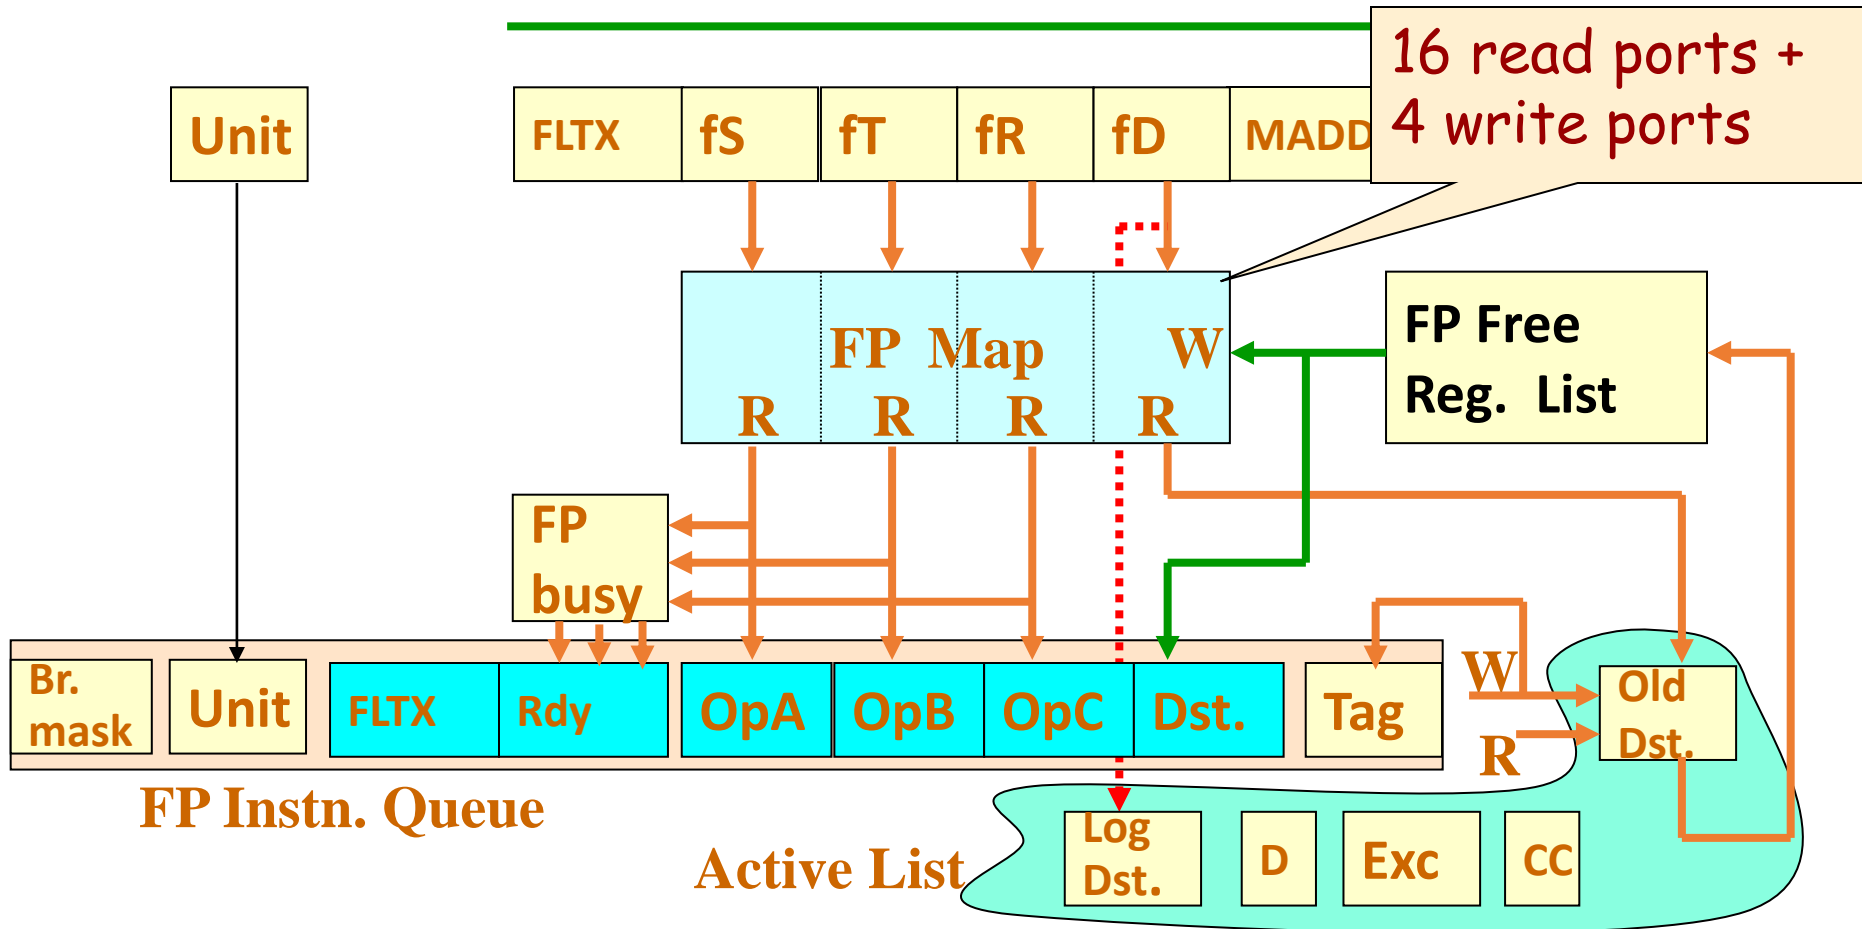 16 read ports +
4 write ports
Unit
FLTX
fS
fT
fR
fD
MADD
FP Map
W
R
R
R
R
FP Free
Reg. List
FP
busy
Br.
mask
Unit
FLTX
Rdy
OpA
OpB
OpC
Dst.
Tag
W
R
Old
Dst.
FP Instn. Queue
Active List
Log
Dst.
D
Exc
CC